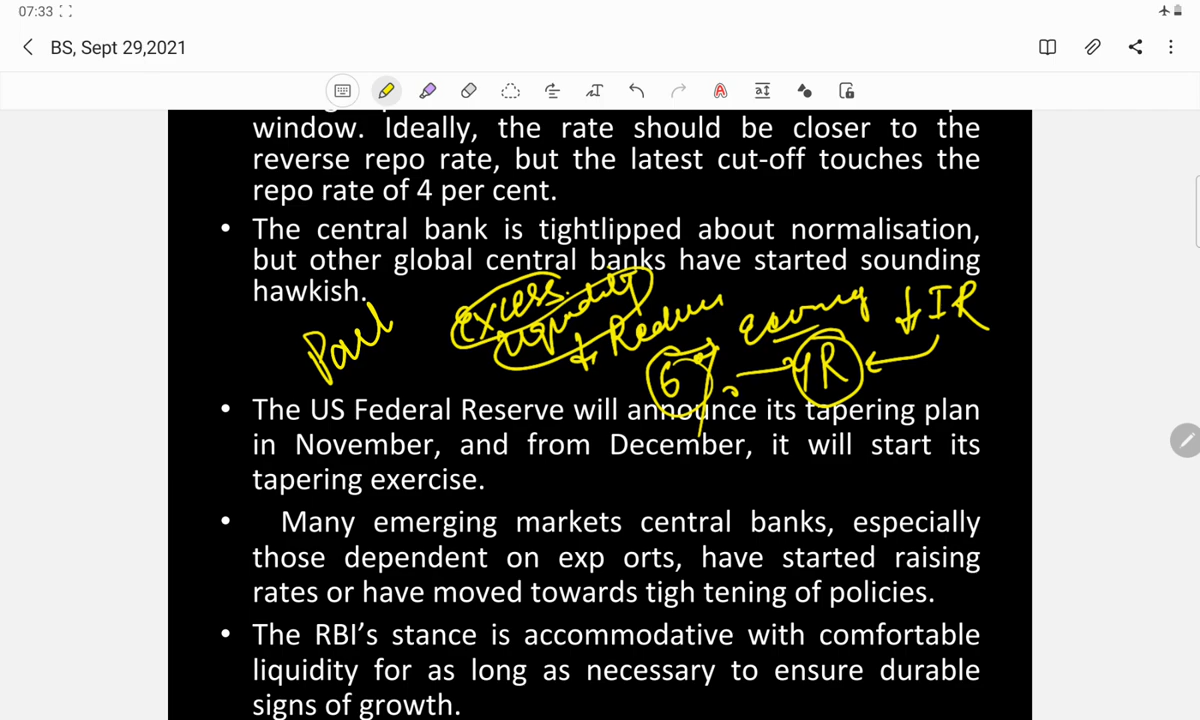 07:33
BS, Sept 29,2021
window. Ideally, the rate should be closer to the
reverse repo rate, but the latest cut-off touches the
repo rate of 4 per cent.
• The central bank is tightlipped about normalisation,
but other global central banks have started sounding
hawkish.
Excess
liquidity
Reduce
IR
6%
IR
• The US Federal Reserve will announce its tapering plan
in November, and from December, it will start its
tapering exercise.
• Many emerging markets central banks, especially
those dependent on exp orts, have started raising
rates or have moved towards tigh tening of policies.
• The RBI’s stance is accommodative with comfortable
liquidity for as long as necessary to ensure durable
signs of growth.